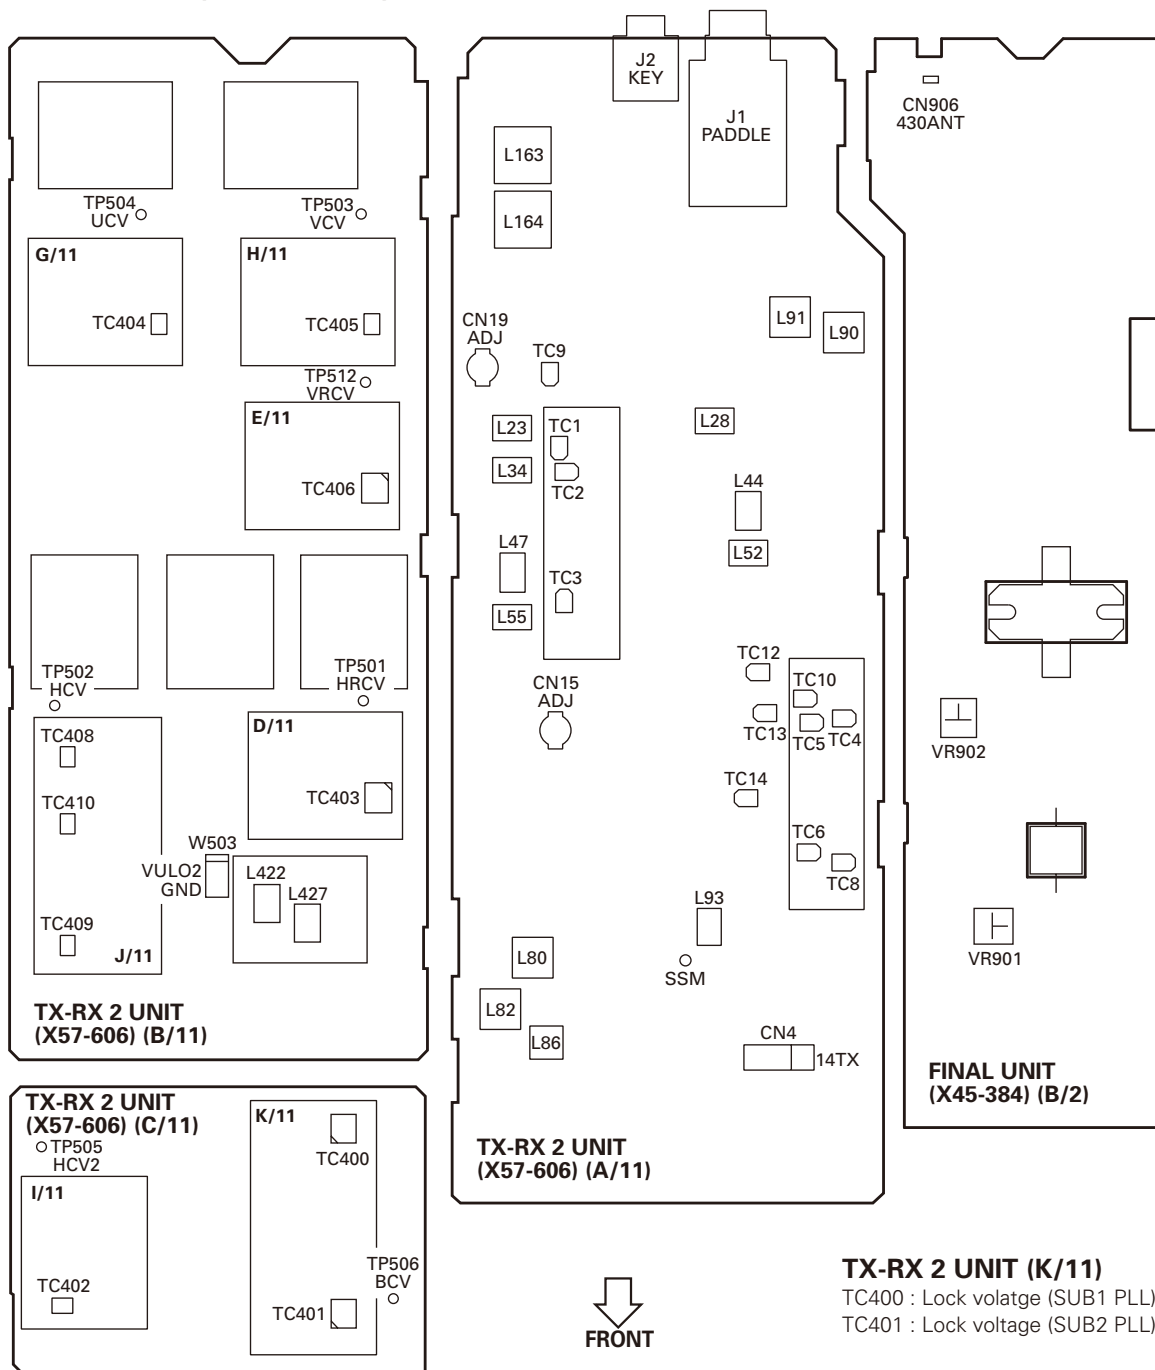 TP504
UCV
TP503
VCV
G/11
TC404
H/11
TC405
TP512
VRCV
E/11
TC406
TP502
HCV
TP501
HRCV
TC408
TC410
TC409
J/11
D/11
TC403
W503
VULO2
GND
L422
L427
TX-RX 2 UNIT
(X57-606) (B/11)
TX-RX 2 UNIT
(X57-606) (C/11)
TP505
HCV2
I/11
TC402
K/11
TC400
TC401
TP506
BCV
J2
KEY
J1
PADDLE
L163
L164
L91
L90
CN19
ADJ
TC9
L23
L34
TC1
TC2
L28
L44
L52
L47
L55
TC3
CN15
ADJ
TC12
TC13
TC10
TC5
TC4
TC14
TC6
TC8
L93
SSM
L80
L82
L86
CN4
14TX
TX-RX 2 UNIT
(X57-606) (A/11)
CN906
430ANT
VR902
VR901
FINAL UNIT
(X45-384) (B/2)
FRONT
TX-RX 2 UNIT (K/11)
TC400 : Lock volatge (SUB1 PLL)
TC401 : Lock voltage (SUB2 PLL)